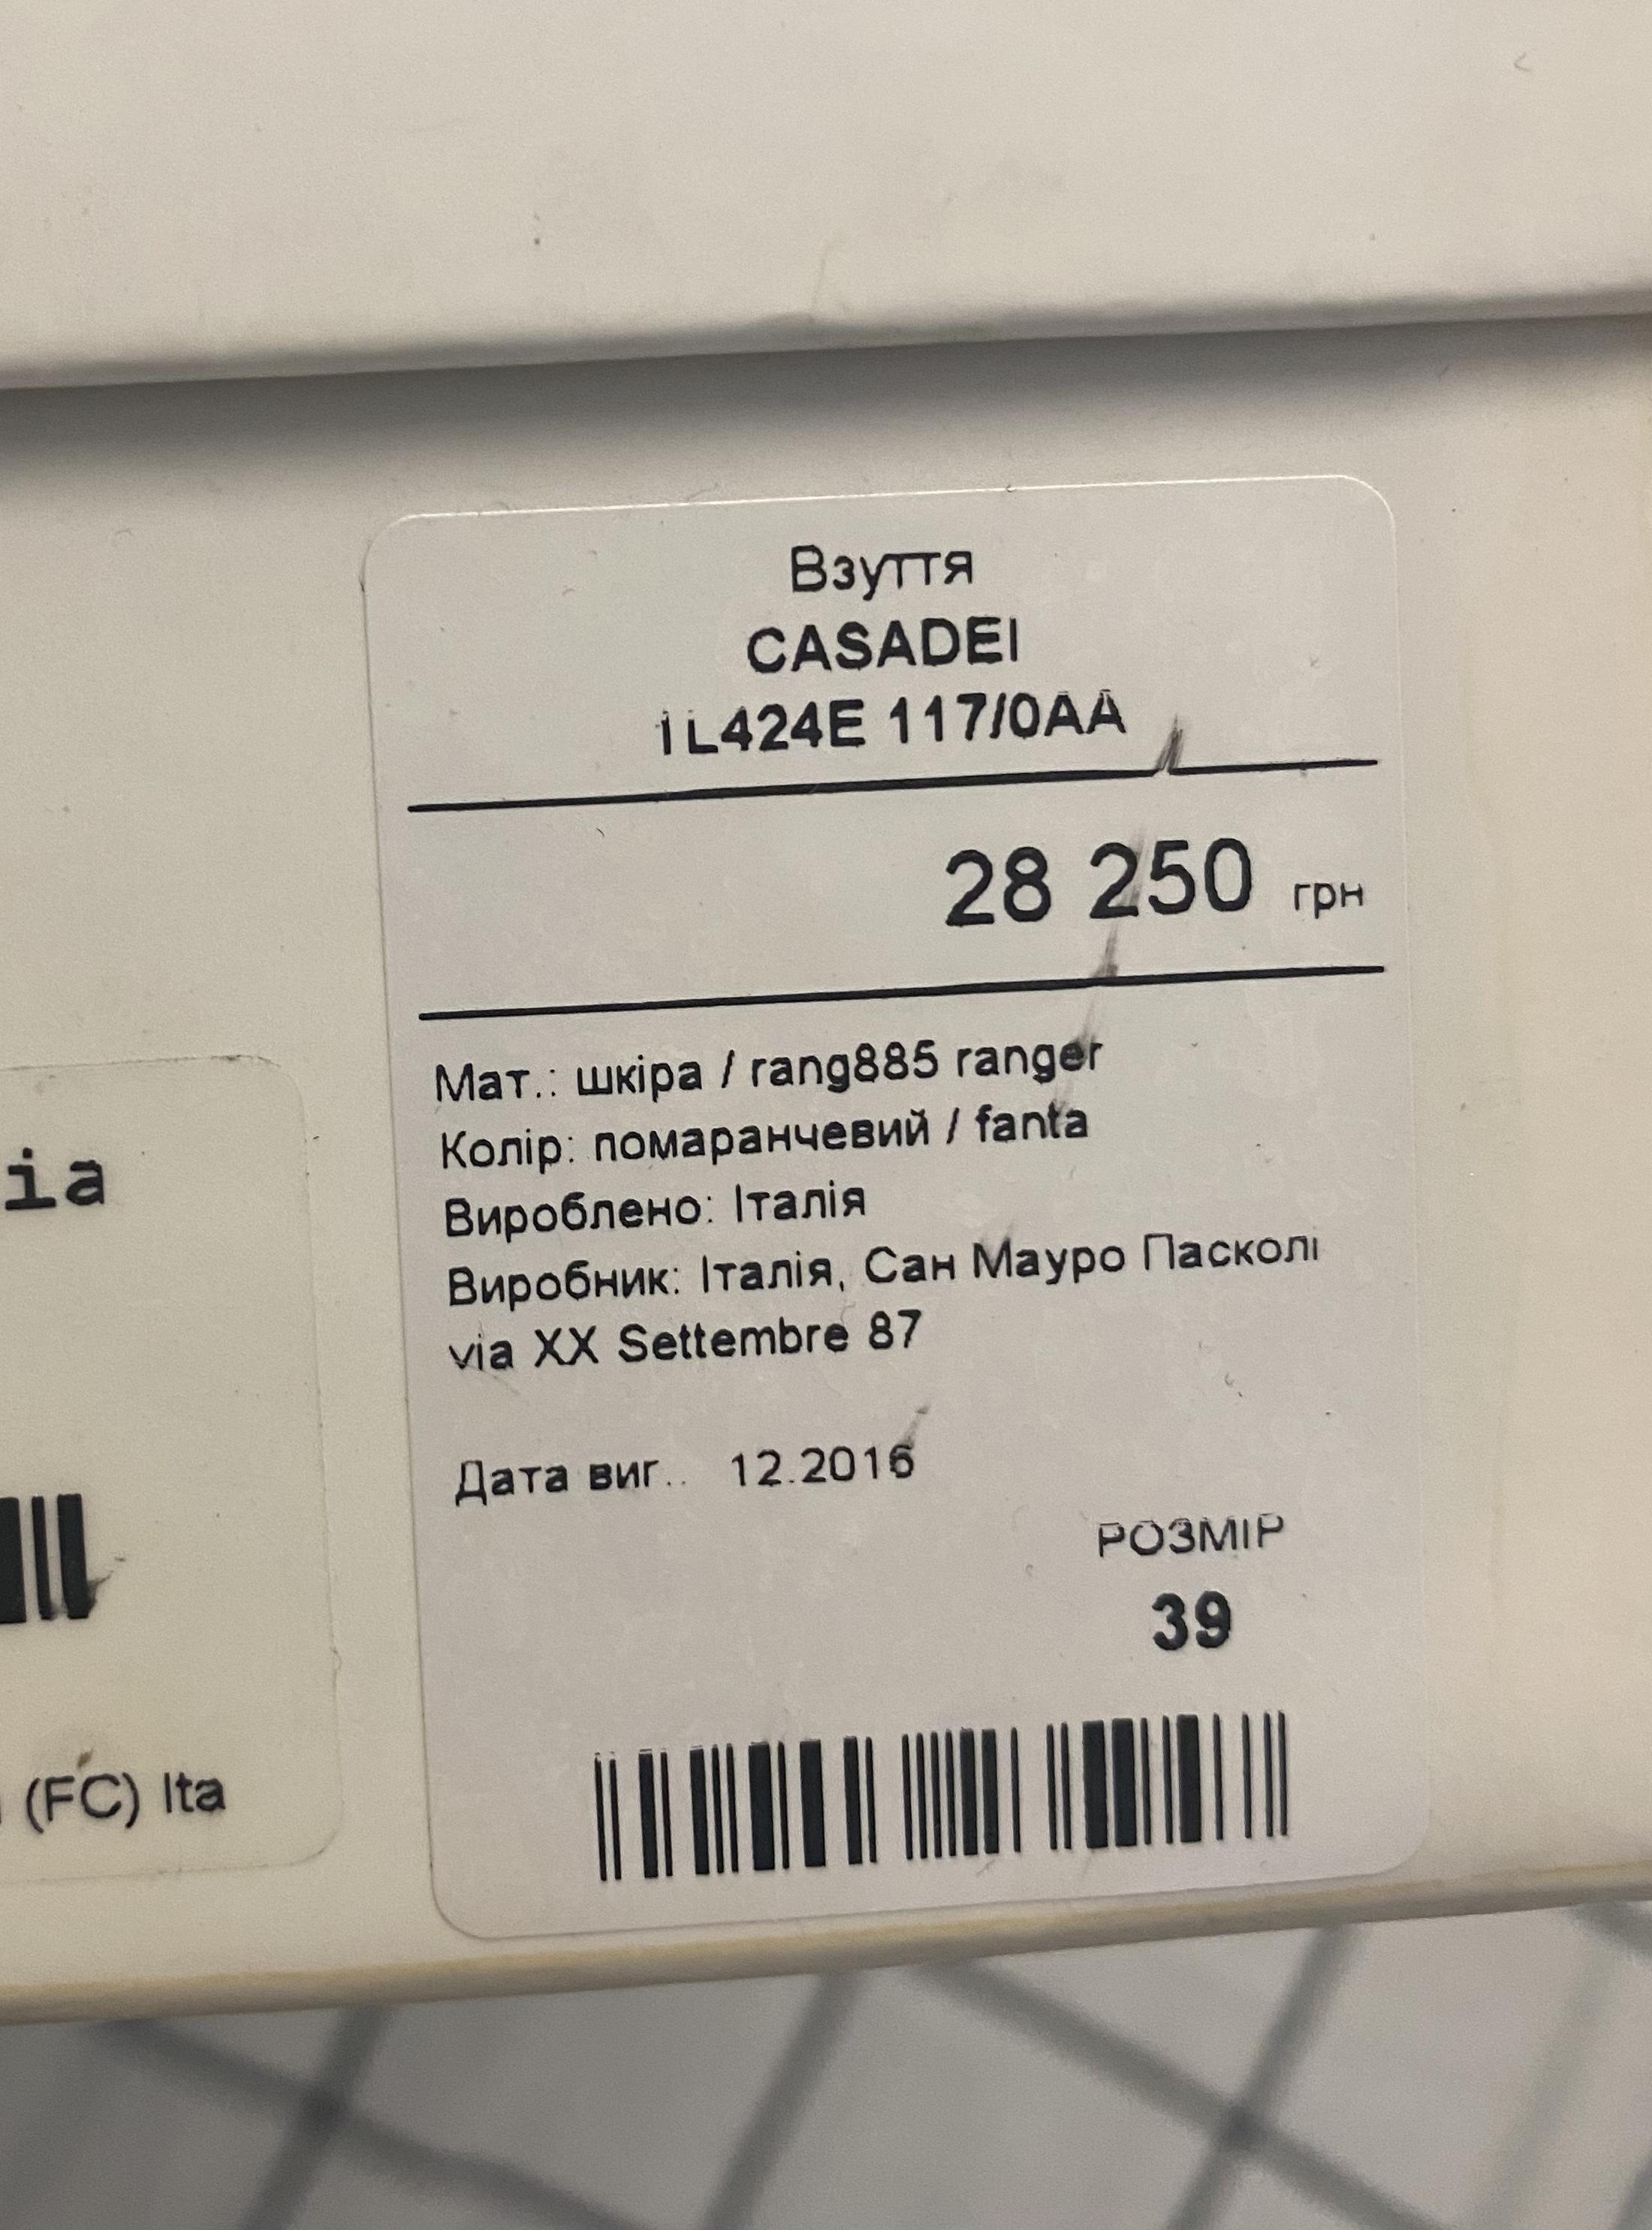 Взуття
CASADEI
1L424E 117/0AA
28 250 грн
Мат.: шкіра / rang885 ranger
Колір: помаранчевий / fanta
Вироблено: Італія
Виробник: Італія, Сан Мауро Пасколі
via XX Settembre 87
Дата виг.. 12.2016
РОЗМІР
39
ia
(FC) Ita